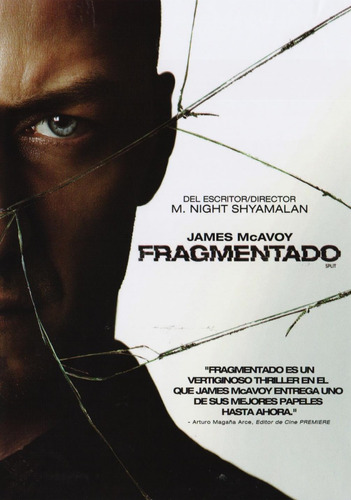 DEL ESCRITOR/DIRECTOR
M. NIGHT SHYAMALAN
JAMES McAVOY
FRAGMENTADO
SPLIT
"FRAGMENTADO ES UN
VERTIGINOSO THRILLER EN EL
QUE JAMES McAVOY ENTREGA UNO
DE SUS MEJORES PAPELES
HASTA AHORA."
- Arturo Magaña Arce, Editor de Cine PREMIERE